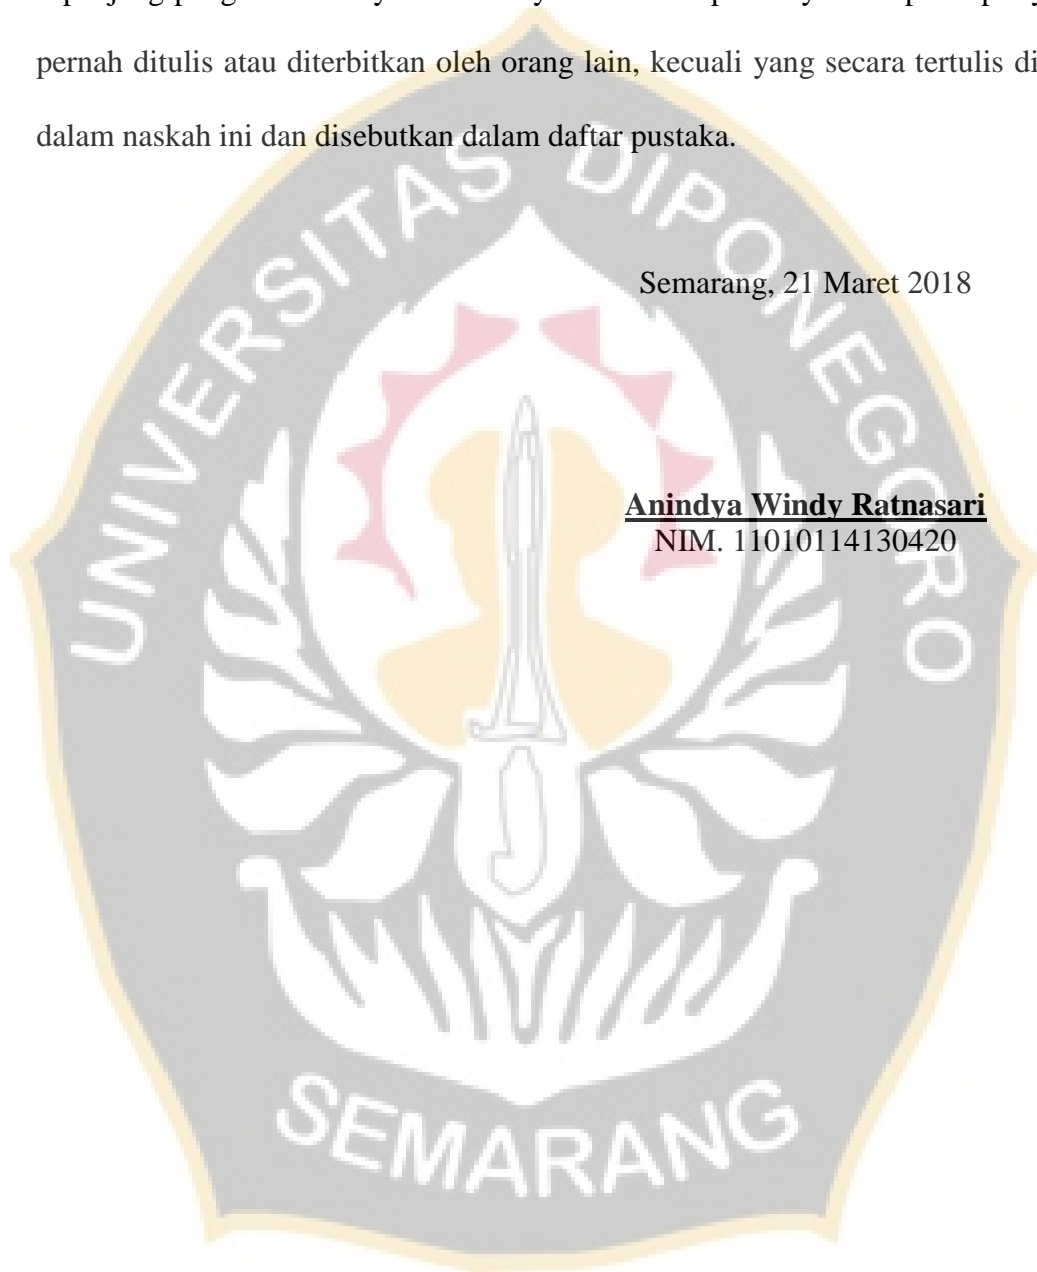 pernah ditulis atau diterbitkan oleh orang lain, kecuali yang secara tertulis di
dalam naskah ini dan disebutkan dalam daftar pustaka.
UNIVERSITAS DIPONEGORO
Semarang, 21 Maret 2018
Anindya Windy Ratnasari
NIM. 11010114130420
SEMARANG